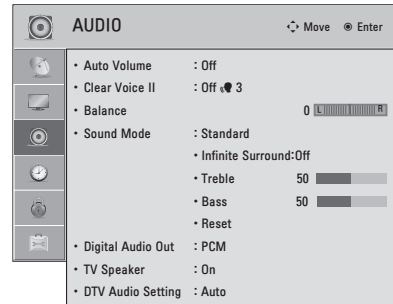 AUDIO Move Enter
• Auto Volume : Off
• Clear Voice II : Off 3
• Balance 0 L R
• Sound Mode : Standard
• Infinite Surround:Off
• Treble 50
• Bass 50
• Reset
• Digital Audio Out : PCM
• TV Speaker : On
• DTV Audio Setting : Auto